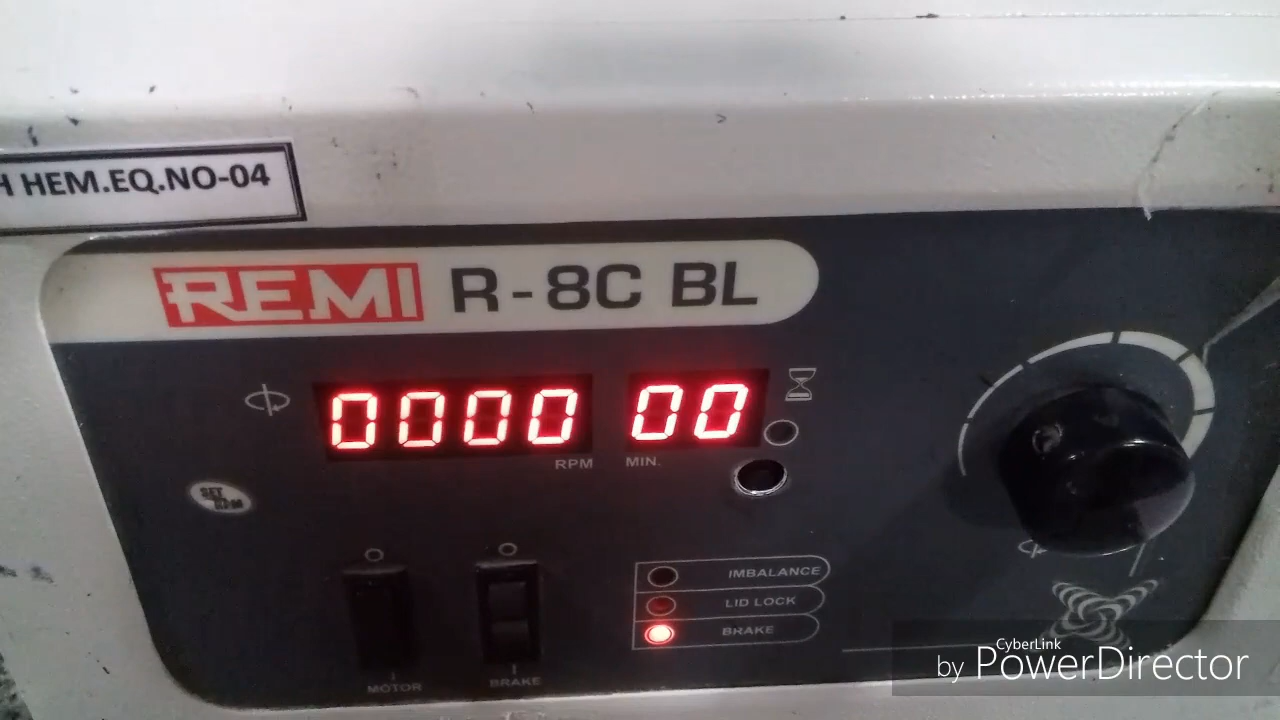 H HEM.EQ.NO-04
REMI R-8C BL
0000 00
RPM MIN.
SET RPM
IMBALANCE
LID LOCK
BRAKE
MOTOR BRAKE
CyberLink
by PowerDirector